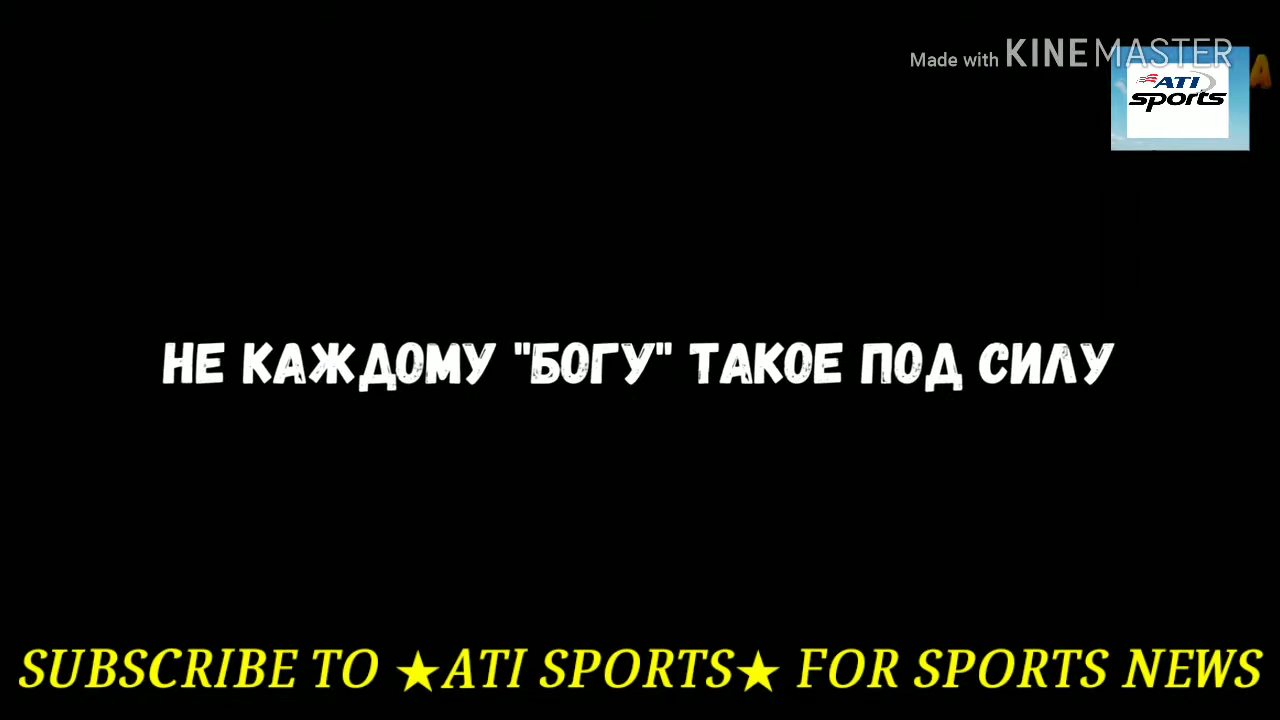 Made with KINEMASTER
A
ATI
sports
НЕ КАЖДОМУ "БОГУ" ТАКОЕ ПОД СИЛУ
SUBSCRIBE TO ★ATI SPORTS★ FOR SPORTS NEWS